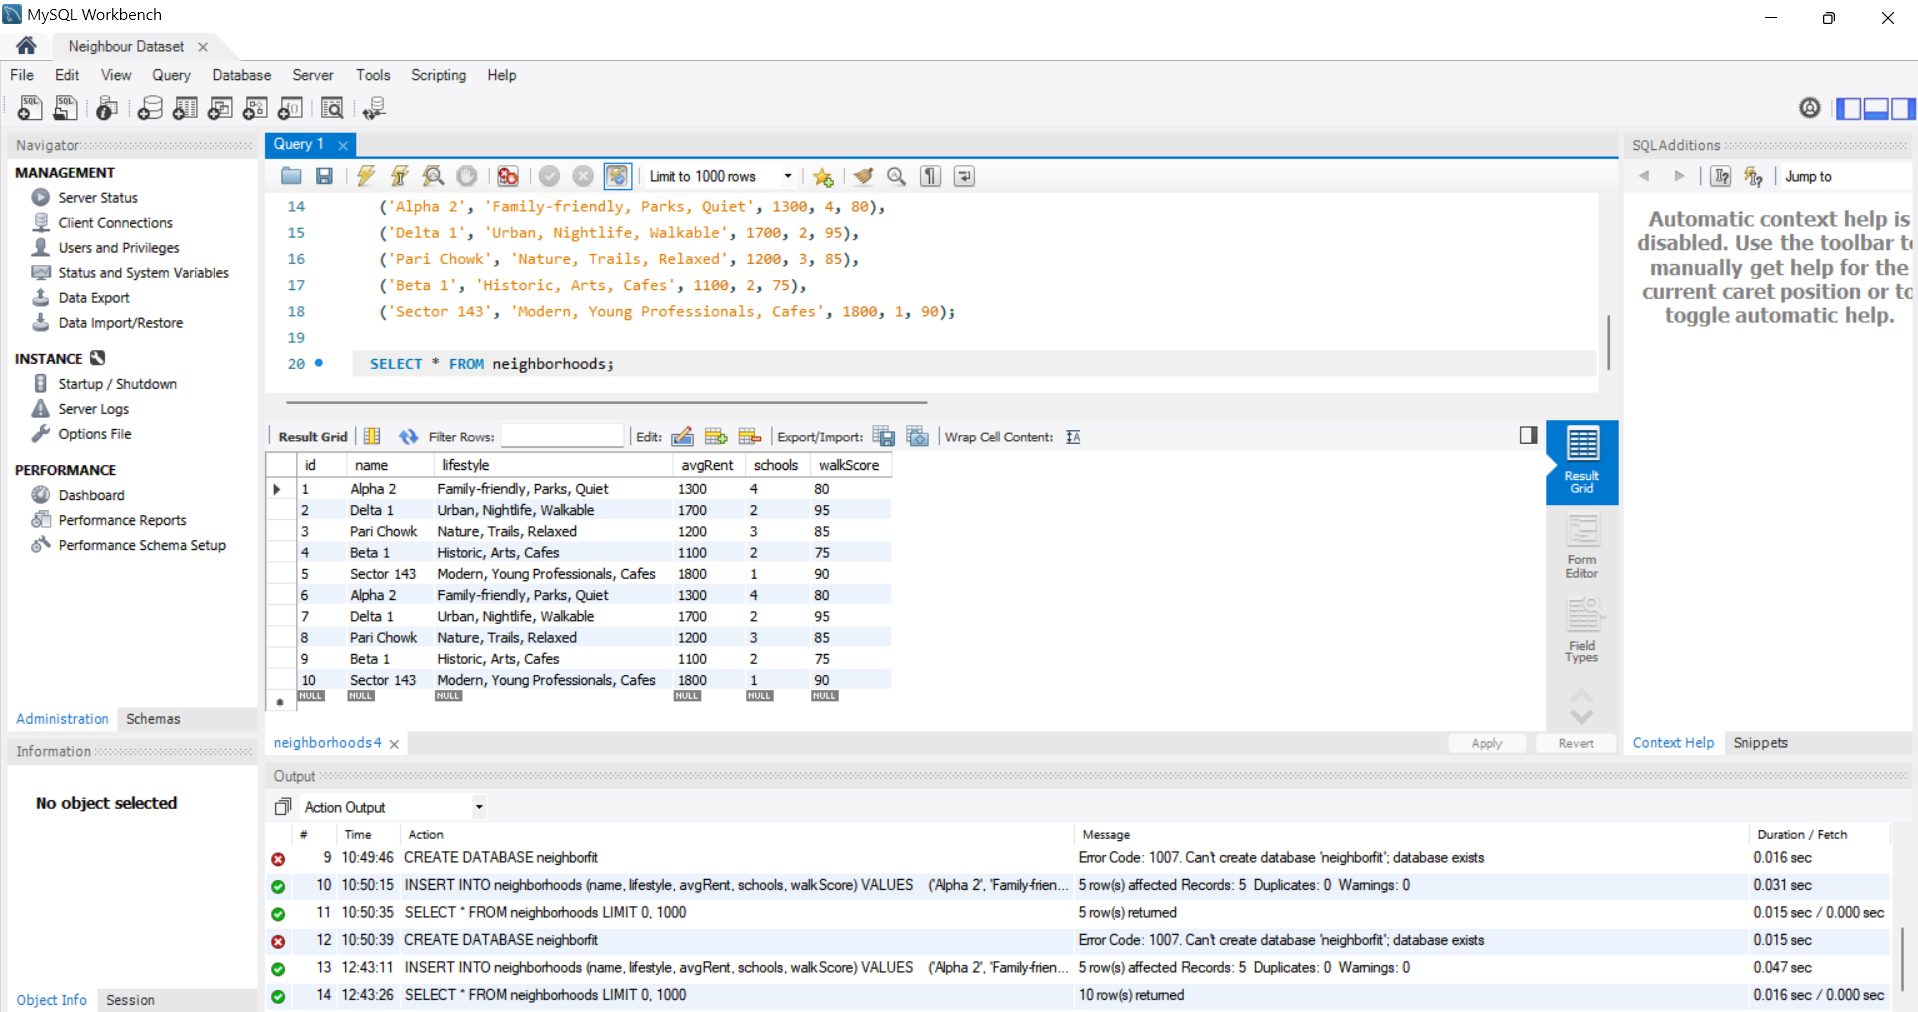 MySQL Workbench
Neighbour Dataset
File Edit View Query Database Server Tools Scripting Help
Navigator
MANAGEMENT
Server Status
Client Connections
Users and Privileges
Status and System Variables
Data Export
Data Import/Restore
INSTANCE
Startup / Shutdown
Server Logs
Options File
PERFORMANCE
Dashboard
Performance Reports
Performance Schema Setup
Administration Schemas
Information
No object selected
Object Info Session
Query 1
Limit to 1000 rows
14 ('Alpha 2', 'Family-friendly, Parks, Quiet', 1300, 4, 80),
15 ('Delta 1', 'Urban, Nightlife, Walkable', 1700, 2, 95),
16 ('Pari Chowk', 'Nature, Trails, Relaxed', 1200, 3, 85),
17 ('Beta 1', 'Historic, Arts, Cafes', 1100, 2, 75),
18 ('Sector 143', 'Modern, Young Professionals, Cafes', 1800, 1, 90);
19
20 SELECT * FROM neighborhoods;
Result Grid Filter Rows: Edit: Export/Import: Wrap Cell Content:
id name lifestyle avgRent schools walkScore
1 Alpha 2 Family-friendly, Parks, Quiet 1300 4 80
2 Delta 1 Urban, Nightlife, Walkable 1700 2 95
3 Pari Chowk Nature, Trails, Relaxed 1200 3 85
4 Beta 1 Historic, Arts, Cafes 1100 2 75
5 Sector 143 Modern, Young Professionals, Cafes 1800 1 90
6 Alpha 2 Family-friendly, Parks, Quiet 1300 4 80
7 Delta 1 Urban, Nightlife, Walkable 1700 2 95
8 Pari Chowk Nature, Trails, Relaxed 1200 3 85
9 Beta 1 Historic, Arts, Cafes 1100 2 75
10 Sector 143 Modern, Young Professionals, Cafes 1800 1 90
NULL NULL NULL NULL NULL NULL
Result
Grid
Form
Editor
Field
Types
neighborhoods4
Apply Revert
SQLAdditions
Jump to
Automatic context help is
disabled. Use the toolbar t
manually get help for the
current caret position or to
toggle automatic help.
Context Help Snippets
Output
Action Output
# Time Action Message Duration / Fetch
9 10:49:46 CREATE DATABASE neighborfit Error Code: 1007. Can't create database 'neighborfit'; database exists 0.016 sec
10 10:50:15 INSERT INTO neighborhoods (name, lifestyle, avgRent, schools, walkScore) VALUES ('Alpha 2', 'Family-frien... 5 row(s) affected Records: 5 Duplicates: 0 Warnings: 0 0.031 sec
11 10:50:35 SELECT * FROM neighborhoods LIMIT 0, 1000 5 row(s) returned 0.015 sec / 0.000 sec
12 10:50:39 CREATE DATABASE neighborfit Error Code: 1007. Can't create database 'neighborfit'; database exists 0.015 sec
13 12:43:11 INSERT INTO neighborhoods (name, lifestyle, avgRent, schools, walkScore) VALUES ('Alpha 2', 'Family-frien... 5 row(s) affected Records: 5 Duplicates: 0 Warnings: 0 0.047 sec
14 12:43:26 SELECT * FROM neighborhoods LIMIT 0, 1000 10 row(s) returned 0.016 sec / 0.000 sec